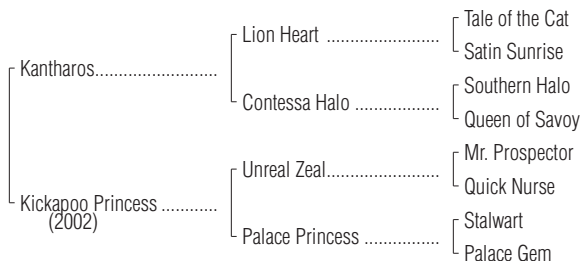 Tale of the Cat
Lion Heart ......................
Satin Sunrise
Kantharos........................
Southern Halo
Contessa Halo .................
Queen of Savoy
Mr. Prospector
Unreal Zeal......................
Quick Nurse
Kickapoo Princess ...........
(2002)
Stalwart
Palace Princess ...............
Palace Gem